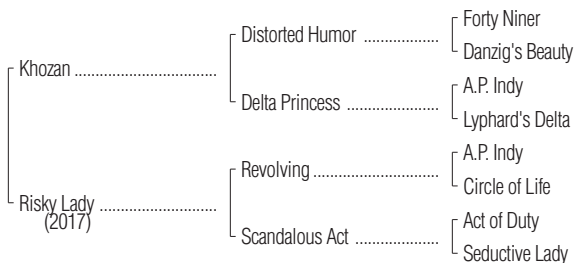 Forty Niner
Distorted Humor ..................
Danzig's Beauty
Khozan .................................
A.P. Indy
Delta Princess ......................
Lyphard's Delta
A.P. Indy
Revolving .............................
Circle of Life
Risky Lady ...........................
(2017)
Act of Duty
Scandalous Act ....................
Seductive Lady